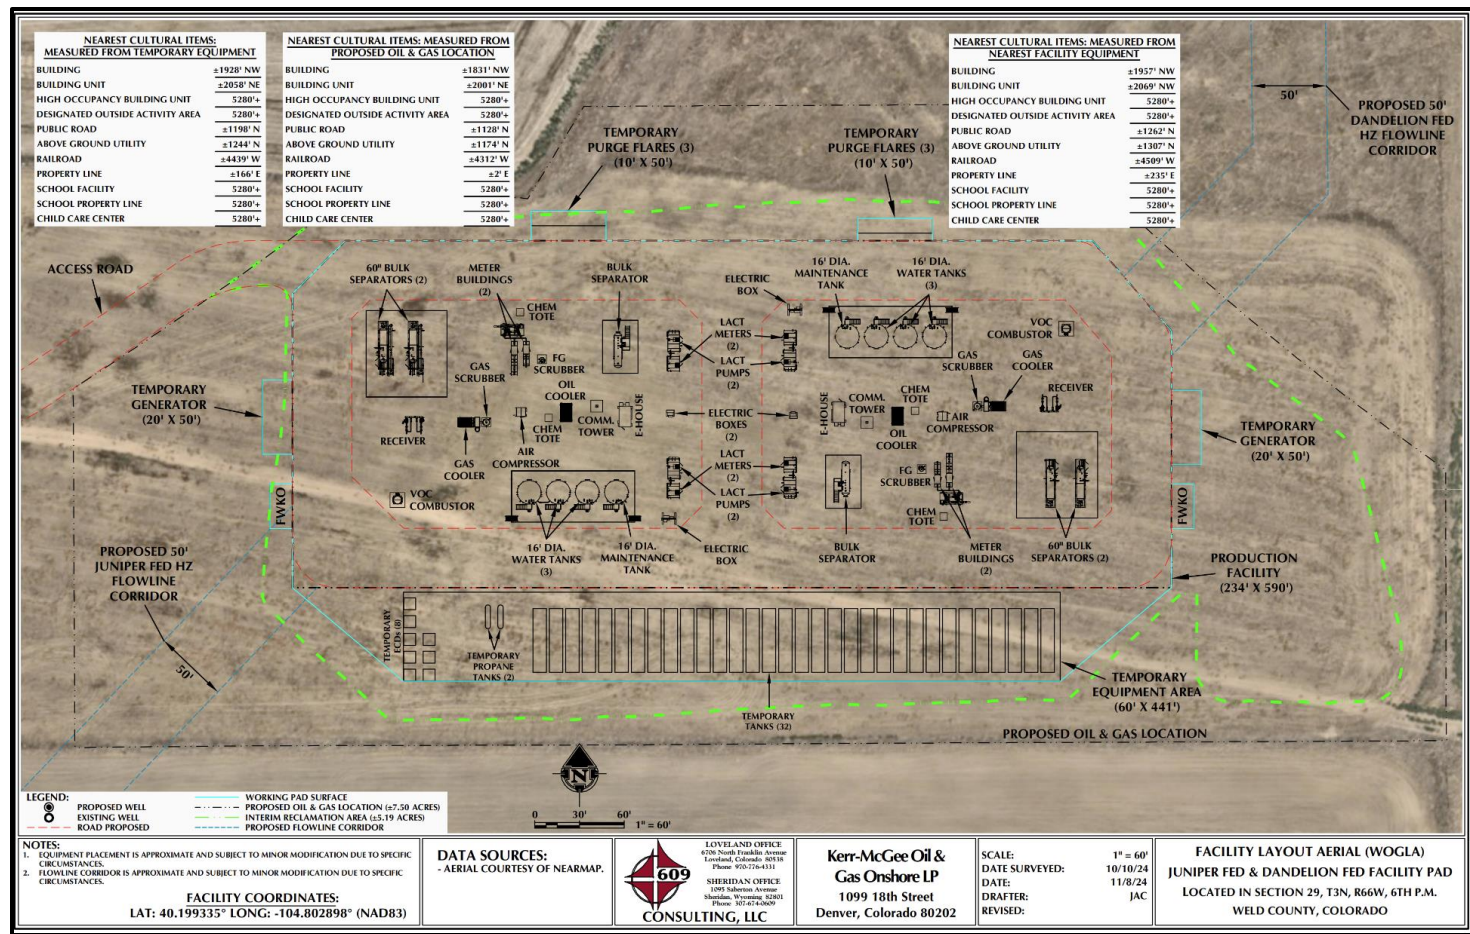 NEAREST CULTURAL ITEMS:
MEASURED FROM TEMPORARY EQUIPMENT
BUILDING ±1928' NW
BUILDING UNIT ±2058' NE
HIGH OCCUPANCY BUILDING UNIT 5280'+
DESIGNATED OUTSIDE ACTIVITY AREA 5280'+
PUBLIC ROAD ±1198' N
ABOVE GROUND UTILITY ±1244' N
RAILROAD ±4439' W
PROPERTY LINE ±166' E
SCHOOL FACILITY 5280'+
SCHOOL PROPERTY LINE 5280'+
CHILD CARE CENTER 5280'+
NEAREST CULTURAL ITEMS: MEASURED FROM
PROPOSED OIL & GAS LOCATION
BUILDING ±1831' NW
BUILDING UNIT ±2001' NE
HIGH OCCUPANCY BUILDING UNIT 5280'+
DESIGNATED OUTSIDE ACTIVITY AREA 5280'+
PUBLIC ROAD ±1128' N
ABOVE GROUND UTILITY ±1174' N
RAILROAD ±4312' W
PROPERTY LINE ±2' E
SCHOOL FACILITY 5280'+
SCHOOL PROPERTY LINE 5280'+
CHILD CARE CENTER 5280'+
NEAREST CULTURAL ITEMS: MEASURED FROM
NEAREST FACILITY EQUIPMENT
BUILDING ±1957' NW
BUILDING UNIT ±2069' NW
HIGH OCCUPANCY BUILDING UNIT 5280'+
DESIGNATED OUTSIDE ACTIVITY AREA 5280'+
PUBLIC ROAD ±1262' N
ABOVE GROUND UTILITY ±1307' N
RAILROAD ±4509' W
PROPERTY LINE ±235' E
SCHOOL FACILITY 5280'+
SCHOOL PROPERTY LINE 5280'+
CHILD CARE CENTER 5280'+
50'
PROPOSED 50'
DANDELION FED
HZ FLOWLINE
CORRIDOR
TEMPORARY
PURGE FLARES (3)
(10' X 50')
TEMPORARY
PURGE FLARES (3)
(10' X 50')
ACCESS ROAD
60" BULK
SEPARATORS (2)
METER
BUILDINGS
(2)
CHEM
TOTE
BULK
SEPARATOR
ELECTRIC
BOX
16' DIA.
MAINTENANCE
TANK
16' DIA.
WATER TANKS
(3)
VOC
COMBUSTOR
LACT
METERS
(2)
LACT
PUMPS
(2)
GAS
SCRUBBER
FG
SCRUBBER
OIL
COOLER
GAS
SCRUBBER
GAS
COOLER
RECEIVER
TEMPORARY
GENERATOR
(20' X 50')
RECEIVER
GAS
COOLER
AIR
COMPRESSOR
CHEM
TOTE
COMM.
TOWER
E-HOUSE
ELECTRIC
BOXES
(2)
E-HOUSE
COMM.
TOWER
OIL
COOLER
CHEM
TOTE
AIR
COMPRESSOR
TEMPORARY
GENERATOR
(20' X 50')
LACT
METERS
(2)
LACT
PUMPS
(2)
FG
SCRUBBER
CHEM
TOTE
VOC
COMBUSTOR
FWKO
FWKO
16' DIA.
WATER TANKS
(3)
16' DIA.
MAINTENANCE
TANK
ELECTRIC
BOX
BULK
SEPARATOR
METER
BUILDINGS
(2)
60" BULK
SEPARATORS (2)
PRODUCTION
FACILITY
(234' X 590')
PROPOSED 50'
JUNIPER FED HZ
FLOWLINE
CORRIDOR
50'
TEMPORARY
ECDs (8)
TEMPORARY
PROPANE
TANKS (2)
TEMPORARY
TANKS (32)
TEMPORARY
EQUIPMENT AREA
(60' X 441')
PROPOSED OIL & GAS LOCATION
N
0 30' 60'
1" = 60'
LEGEND:
PROPOSED WELL
EXISTING WELL
ROAD PROPOSED
WORKING PAD SURFACE
PROPOSED OIL & GAS LOCATION (±7.50 ACRES)
INTERIM RECLAMATION AREA (±5.19 ACRES)
PROPOSED FLOWLINE CORRIDOR
NOTES:
1. EQUIPMENT PLACEMENT IS APPROXIMATE AND SUBJECT TO MINOR MODIFICATION DUE TO SPECIFIC
CIRCUMSTANCES.
2. FLOWLINE CORRIDOR IS APPROXIMATE AND SUBJECT TO MINOR MODIFICATION DUE TO SPECIFIC
CIRCUMSTANCES.
FACILITY COORDINATES:
LAT: 40.199335° LONG: -104.802898° (NAD83)
DATA SOURCES:
- AERIAL COURTESY OF NEARMAP.
609
CONSULTING, LLC
LOVELAND OFFICE
6706 North Franklin Avenue
Loveland, Colorado 80538
Phone 970-776-4331
SHERIDAN OFFICE
1095 Saberton Avenue
Sheridan, Wyoming 82801
Phone 307-674-0609
Kerr-McGee Oil &
Gas Onshore LP
1099 18th Street
Denver, Colorado 80202
SCALE: 1" = 60'
DATE SURVEYED: 10/10/24
DATE: 11/8/24
DRAFTER: JAC
REVISED:
FACILITY LAYOUT AERIAL (WOGLA)
JUNIPER FED & DANDELION FED FACILITY PAD
LOCATED IN SECTION 29, T3N, R66W, 6TH P.M.
WELD COUNTY, COLORADO